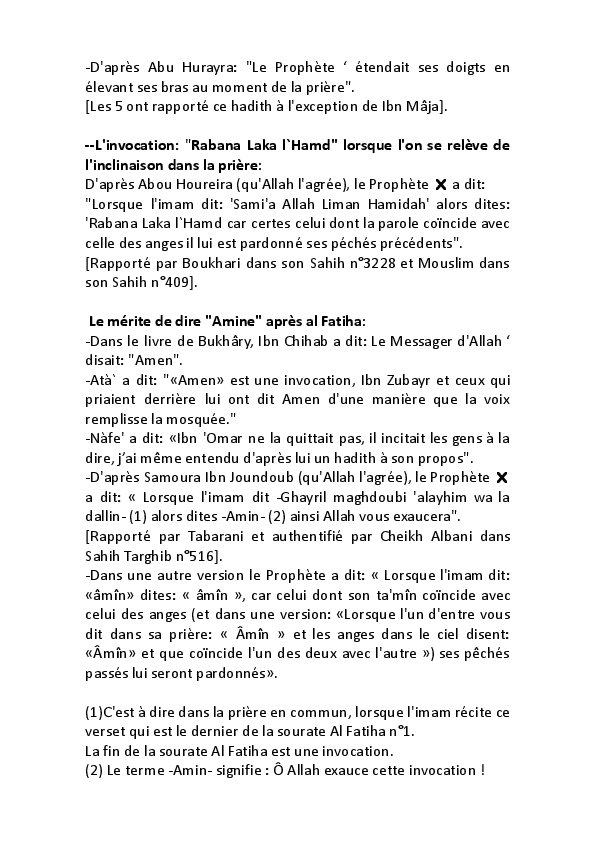 -D'après Abu Hurayra: "Le Prophète ‘ étendait ses doigts en
élevant ses bras au moment de la prière".
[Les 5 ont rapporté ce hadith à l'exception de Ibn Mâja].
--L'invocation: "Rabana Laka l`Hamd" lorsque l'on se relève de
l'inclinaison dans la prière:
D'après Abou Houreira (qu'Allah l'agrée), le Prophète ✖ a dit:
"Lorsque l'imam dit: 'Sami'a Allah Liman Hamidah' alors dites:
'Rabana Laka l`Hamd car certes celui dont la parole coïncide avec
celle des anges il lui est pardonné ses péchés précédents".
[Rapporté par Boukhari dans son Sahih n°3228 et Mouslim dans
son Sahih n°409].
Le mérite de dire "Amine" après al Fatiha:
-Dans le livre de Bukhâry, Ibn Chihab a dit: Le Messager d'Allah ‘
disait: "Amen".
-Atà` a dit: "«Amen» est une invocation, Ibn Zubayr et ceux qui
priaient derrière lui ont dit Amen d'une manière que la voix
remplisse la mosquée."
-Nàfe' a dit: «Ibn 'Omar ne la quittait pas, il incitait les gens à la
dire, j’ai même entendu d'après lui un hadith à son propos".
-D'après Samoura Ibn Joundoub (qu'Allah l'agrée), le Prophète ✖
a dit: « Lorsque l'imam dit -Ghayril maghdoubi 'alayhim wa la
dallin- (1) alors dites -Amin- (2) ainsi Allah vous exaucera".
[Rapporté par Tabarani et authentifié par Cheikh Albani dans
Sahih Targhib n°516].
-Dans une autre version le Prophète a dit: « Lorsque l'imam dit:
«âmîn» dites: « âmîn », car celui dont son ta'mîn coïncide avec
celui des anges (et dans une version: «Lorsque l'un d'entre vous
dit dans sa prière: « Âmîn » et les anges dans le ciel disent:
«Âmîn» et que coïncide l'un des deux avec l'autre ») ses pêchés
passés lui seront pardonnés».
(1)C'est à dire dans la prière en commun, lorsque l'imam récite ce
verset qui est le dernier de la sourate Al Fatiha n°1.
La fin de la sourate Al Fatiha est une invocation.
(2) Le terme -Amin- signifie : Ô Allah exauce cette invocation !